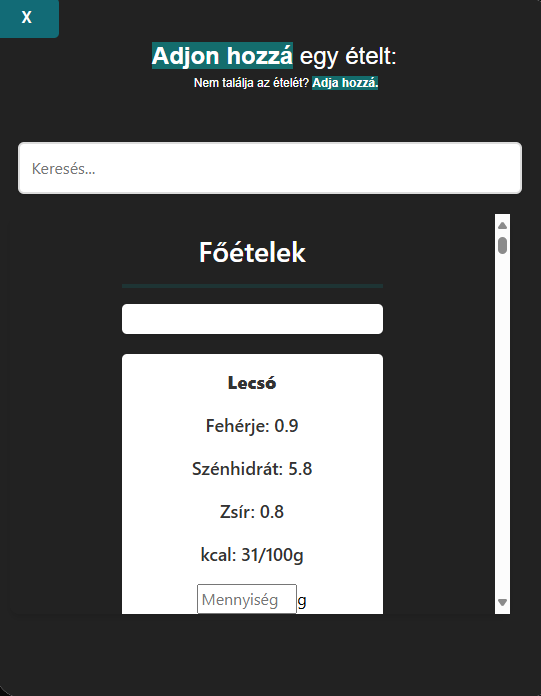 X
Adjon hozzá egy ételt:
Nem találja az ételét? Adja hozzá.
Keresés...
Főételek
Lecsó
Fehérje: 0.9
Szénhidrát: 5.8
Zsír: 0.8
kcal: 31/100g
Mennyiség g